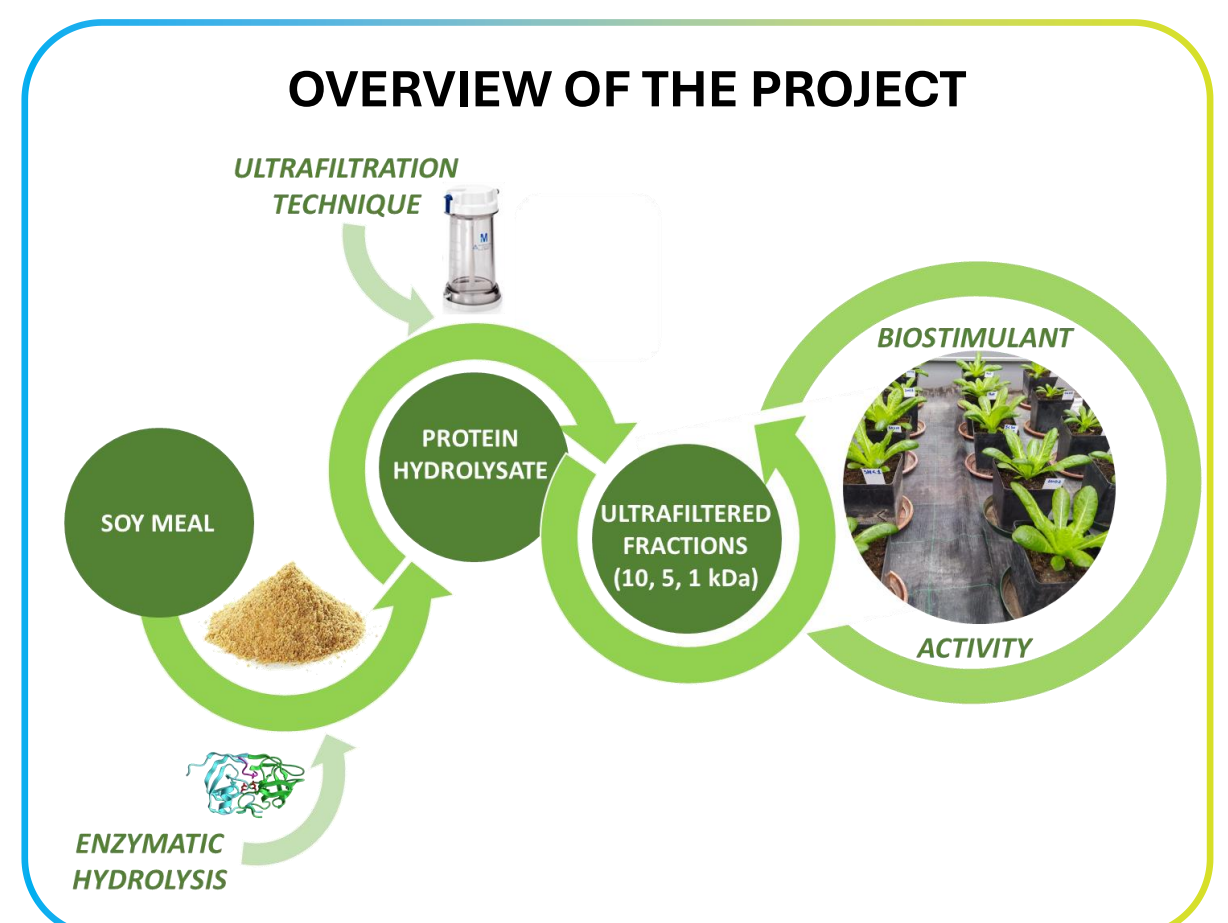 OVERVIEW OF THE PROJECT
ULTRAFILTRATION
TECHNIQUE
M
PROTEIN
HYDROLYSATE
SOY MEAL
ULTRAFILTERED
FRACTIONS
(10, 5, 1 kDa)
BIOSTIMULANT
ACTIVITY
ENZYMATIC
HYDROLYSIS